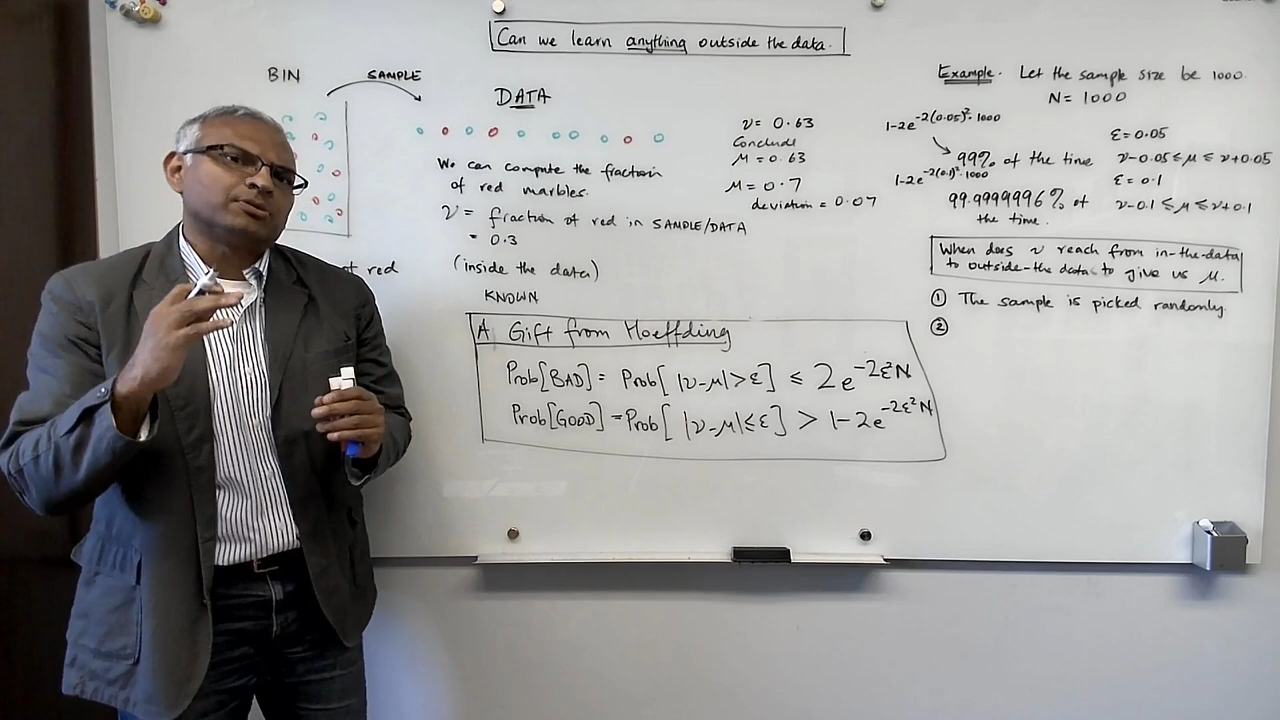 Can we learn anything outside the data.
BIN
SAMPLE
DATA
We can compute the fraction
of red marbles.
ν = fraction of red in SAMPLE/DATA
= 0.3
(inside the data)
KNOWN
of red
ν = 0.63
Conclude
μ = 0.63
μ = 0.7
deviation = 0.07
A Gift from Hoeffding
Prob[BAD] = Prob[ |ν-μ|>ε] ≤ 2e^{-2ε²N}
Prob[GOOD] = Prob[ |ν-μ|≤ε] > 1-2e^{-2ε²N}
Example. Let the sample size be 1000.
N = 1000
1-2e^{-2(0.05)²·1000}
ε = 0.05
99% of the time ν-0.05 ≤ μ ≤ ν+0.05
1-2e^{-2(0.1)²·1000}
ε = 0.1
99.9999996% of ν-0.1 ≤ μ ≤ ν+0.1
the time.
When does ν reach from in-the-data
to outside-the data to give us μ.
① The sample is picked randomly.
②